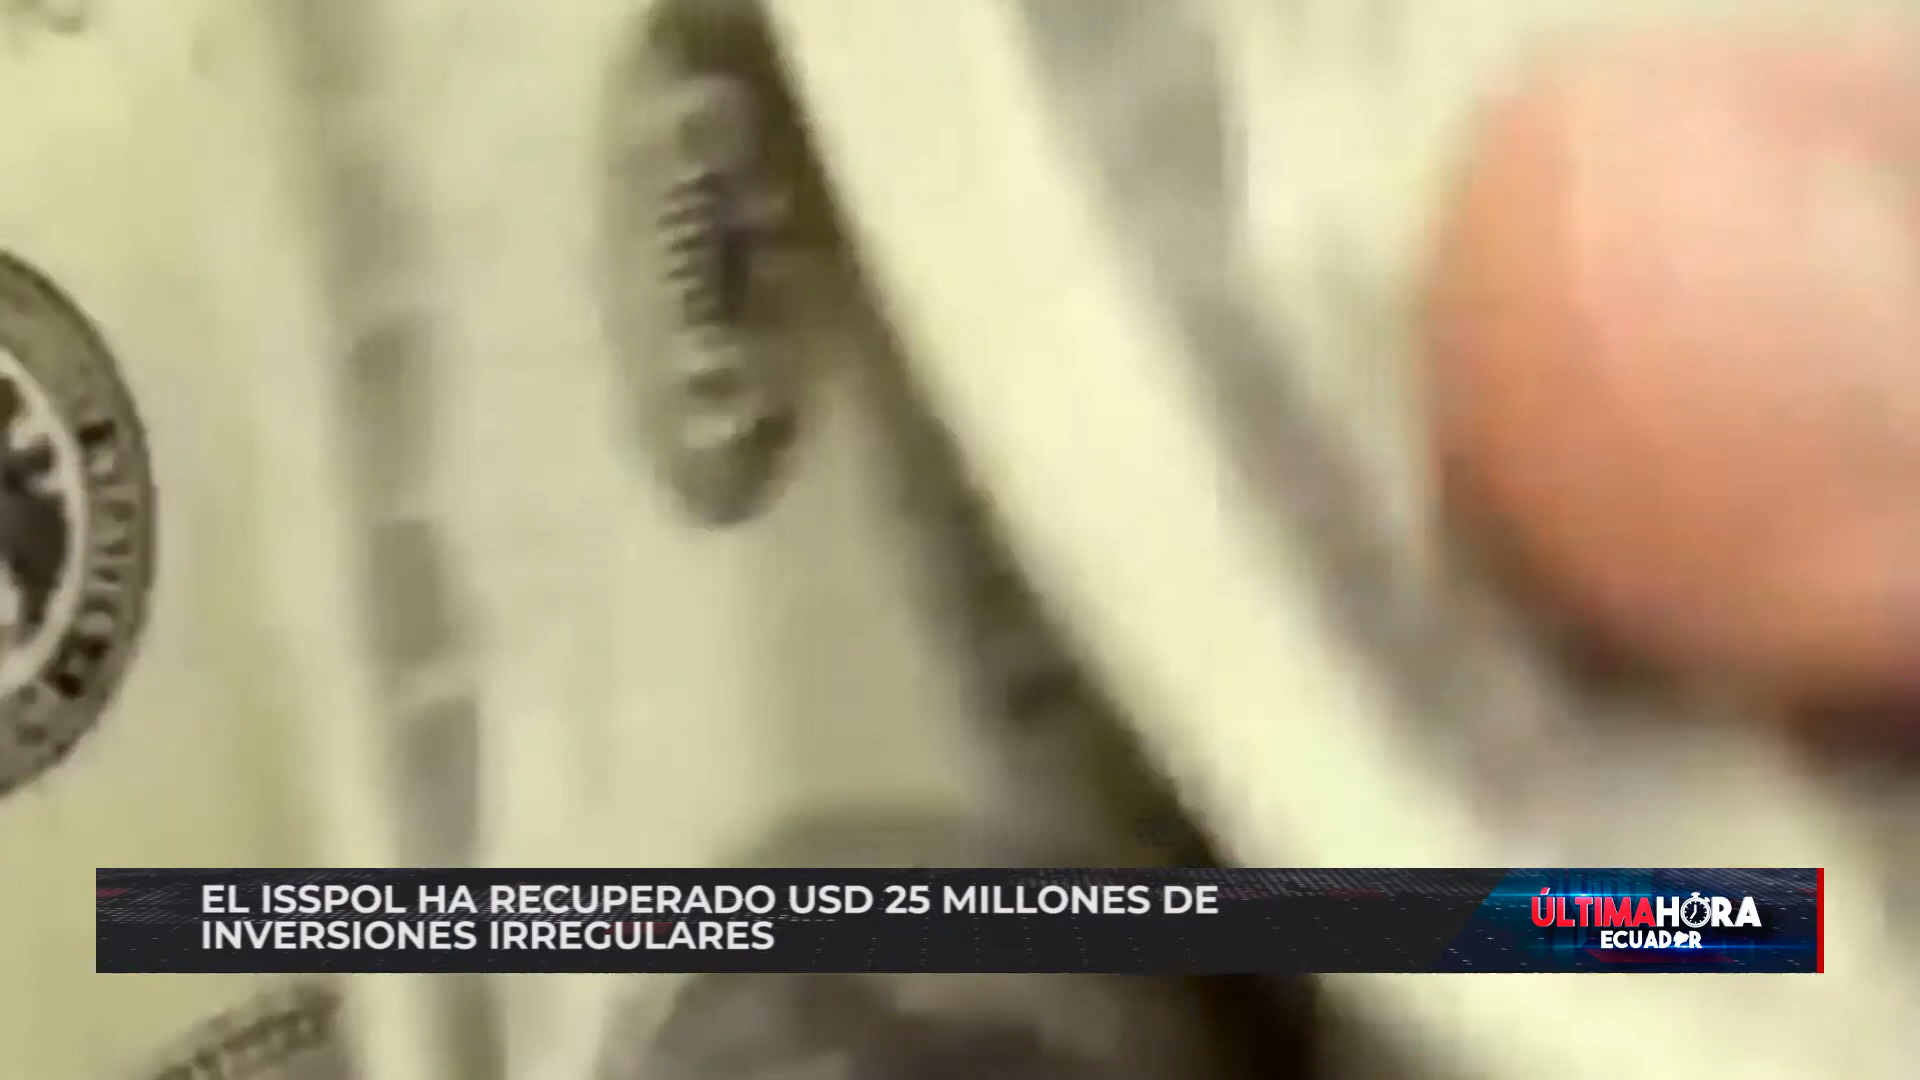 EL ISSPOL HA RECUPERADO USD 25 MILLONES DE
INVERSIONES IRREGULARES
ÚLTIMAHORA
ECUADOR